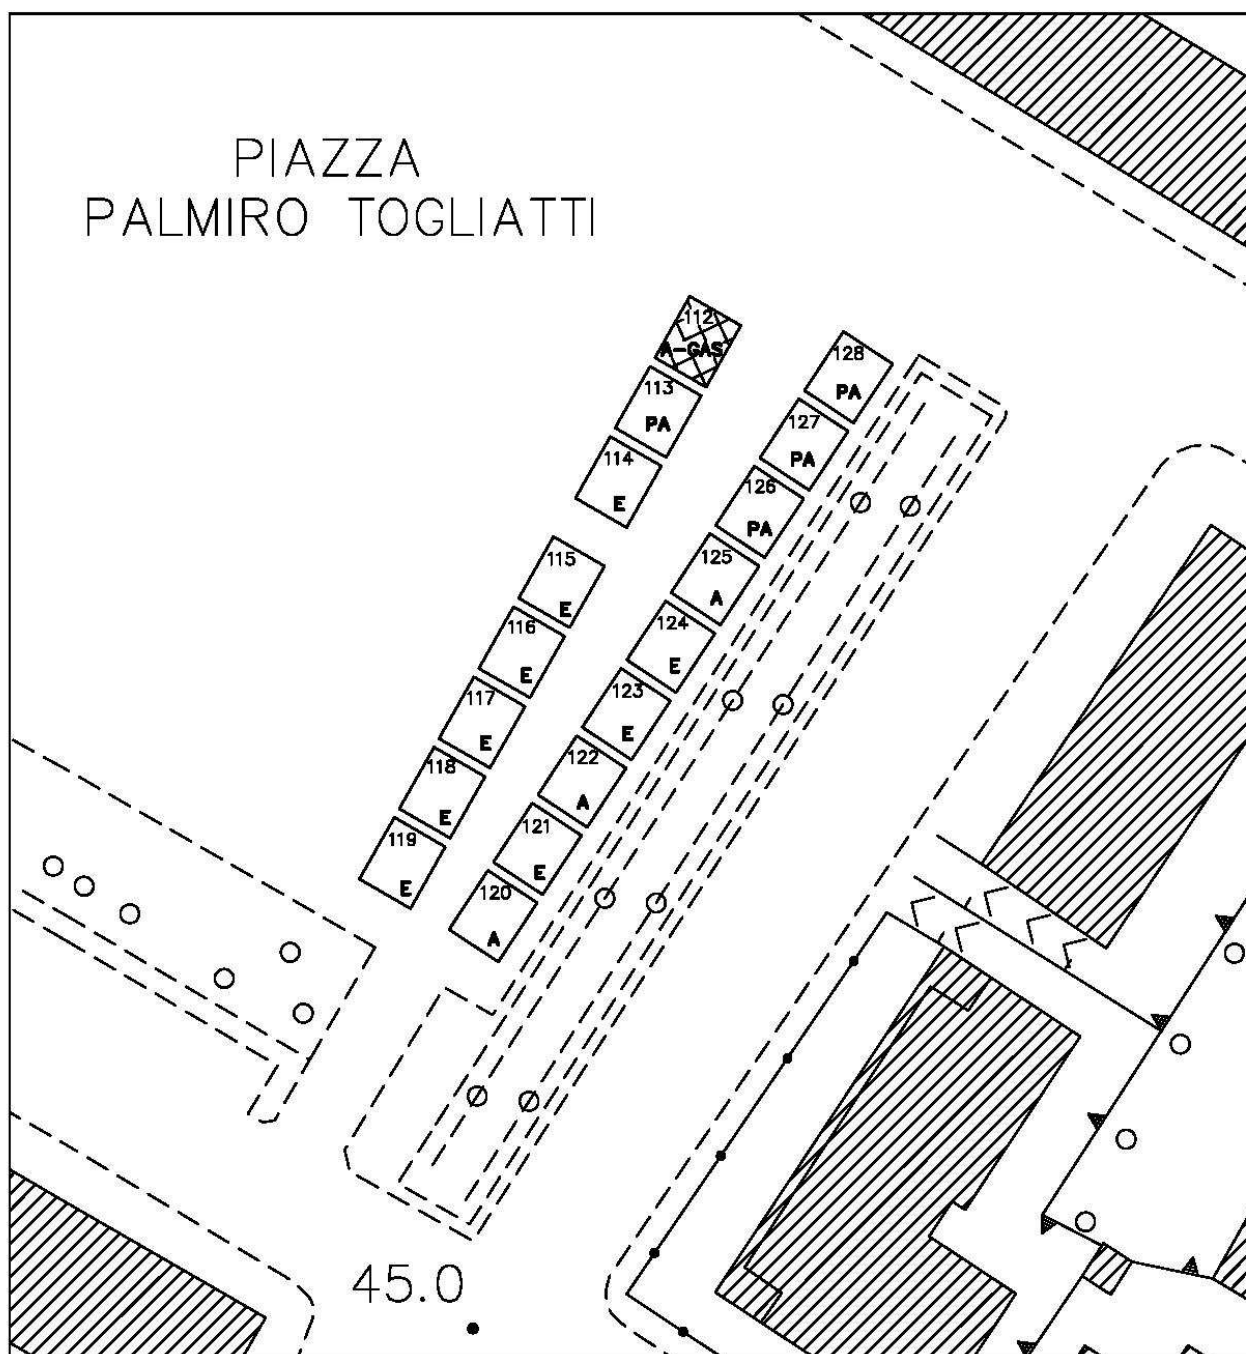 PIAZZA
PALMIRO TOGLIATTI
112
A-GAS
113
PA
114
E
115
E
116
E
117
E
118
E
119
E
128
PA
127
PA
126
PA
125
A
124
E
123
E
122
A
121
E
120
A
45.0